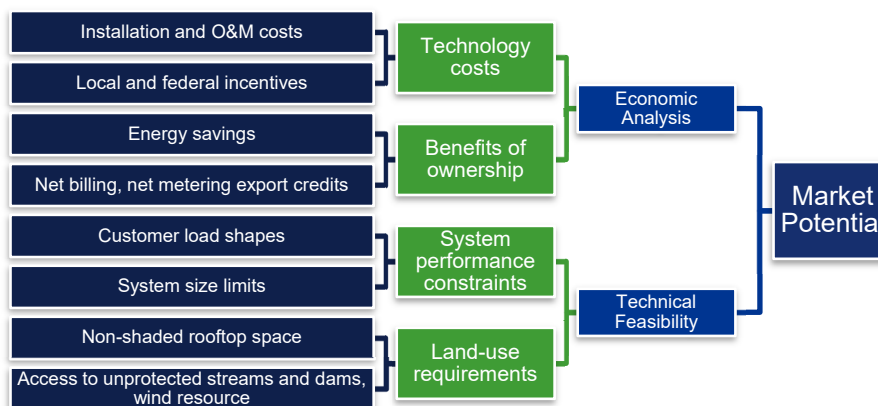 Installation and O&M costs
Local and federal incentives
Technology
costs
Energy savings
Net billing, net metering export credits
Benefits of
ownership
Economic
Analysis
Customer load shapes
System size limits
System
performance
constraints
Non-shaded rooftop space
Access to unprotected streams and dams,
wind resource
Land-use
requirements
Technical
Feasibility
Market
Potential